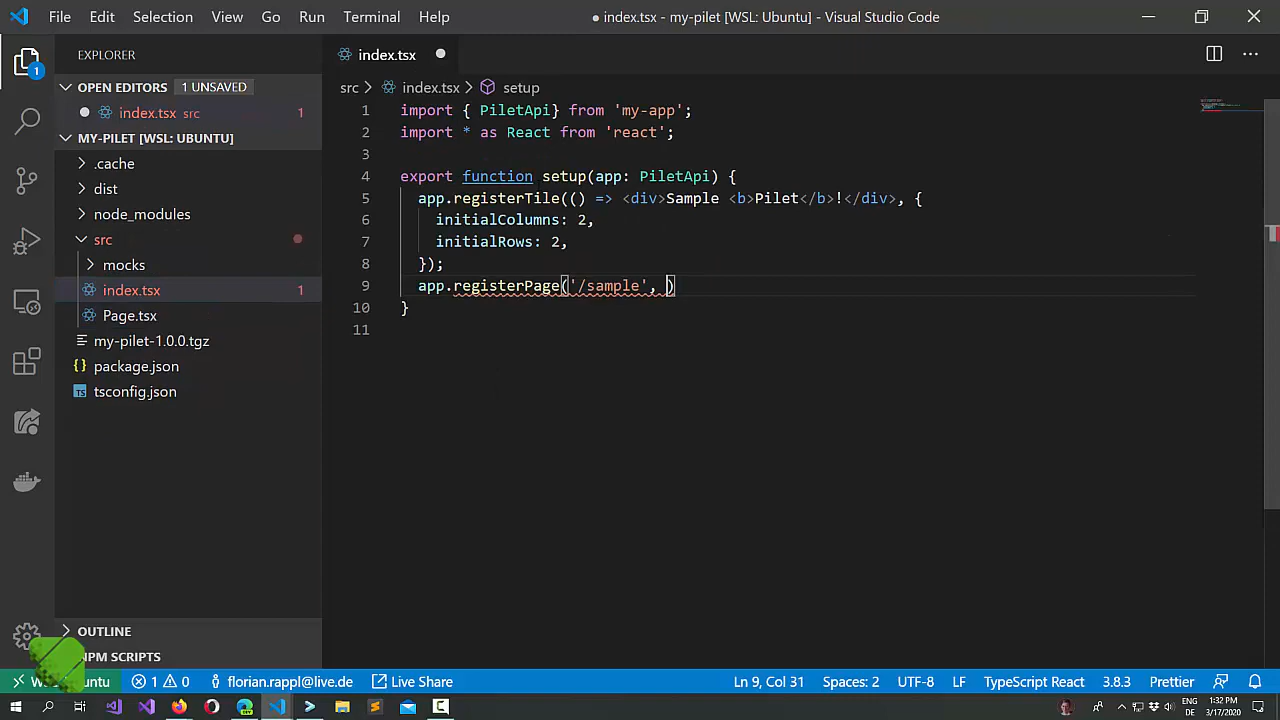 File Edit Selection View Go Run Terminal Help
● index.tsx - my-pilet [WSL: Ubuntu] - Visual Studio Code
EXPLORER
index.tsx
OPEN EDITORS 1 UNSAVED
index.tsx src 1
MY-PILET [WSL: UBUNTU]
.cache
dist
node_modules
src
mocks
index.tsx 1
Page.tsx
my-pilet-1.0.0.tgz
package.json
tsconfig.json
OUTLINE
NPM SCRIPTS
1
src > index.tsx > setup
1 import { PiletApi} from 'my-app';
2 import * as React from 'react';
3
4 export function setup(app: PiletApi) {
5 app.registerTile(() => <div>Sample <b>Pilet</b>!</div>, {
6 initialColumns: 2,
7 initialRows: 2,
8 });
9 app.registerPage('/sample', )
10 }
11
1 0 florian.rappl@live.de Live Share
Ln 9, Col 31 Spaces: 2 UTF-8 LF TypeScript React 3.8.3 Prettier
ENG
DE
1:32 PM
3/17/2020